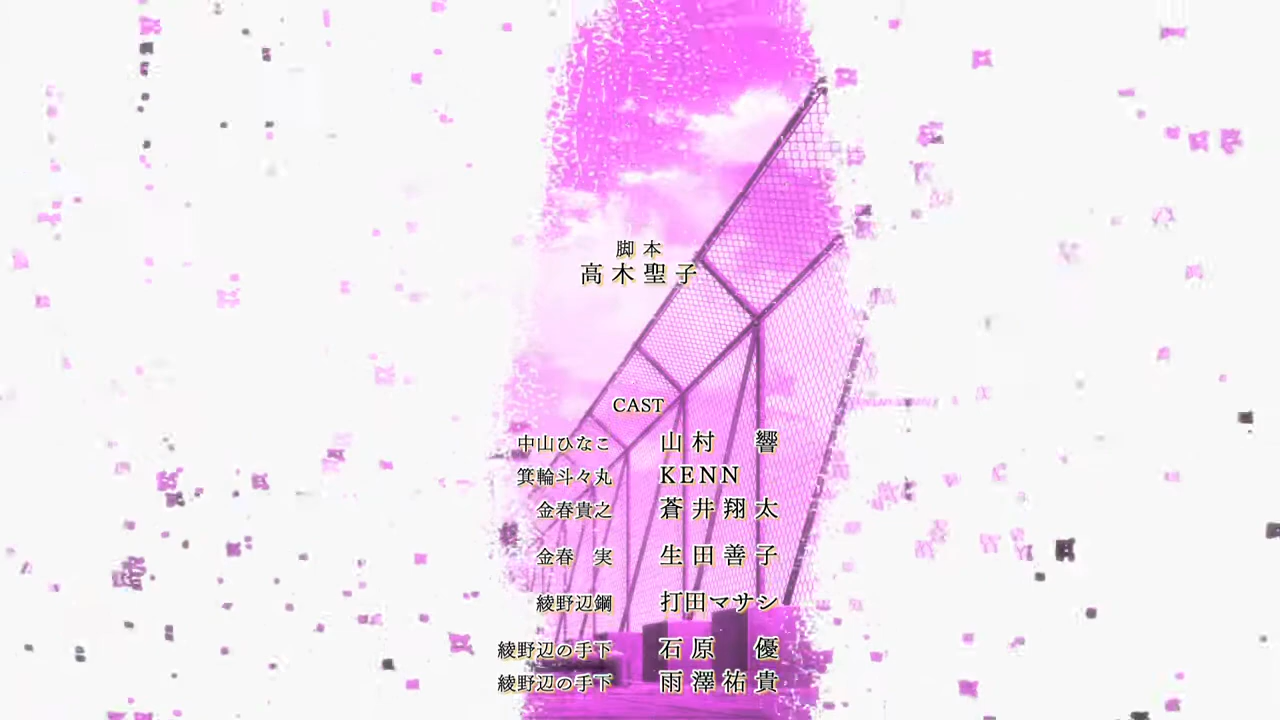 脚本
高木聖子
CAST
中山ひなこ 山村 響
箕輪斗々丸 KENN
金春貴之 蒼井翔太
金春 実 生田善子
綾野辺鋼 打田マサシ
綾野辺の手下 石原 優
綾野辺の手下 雨澤祐貴